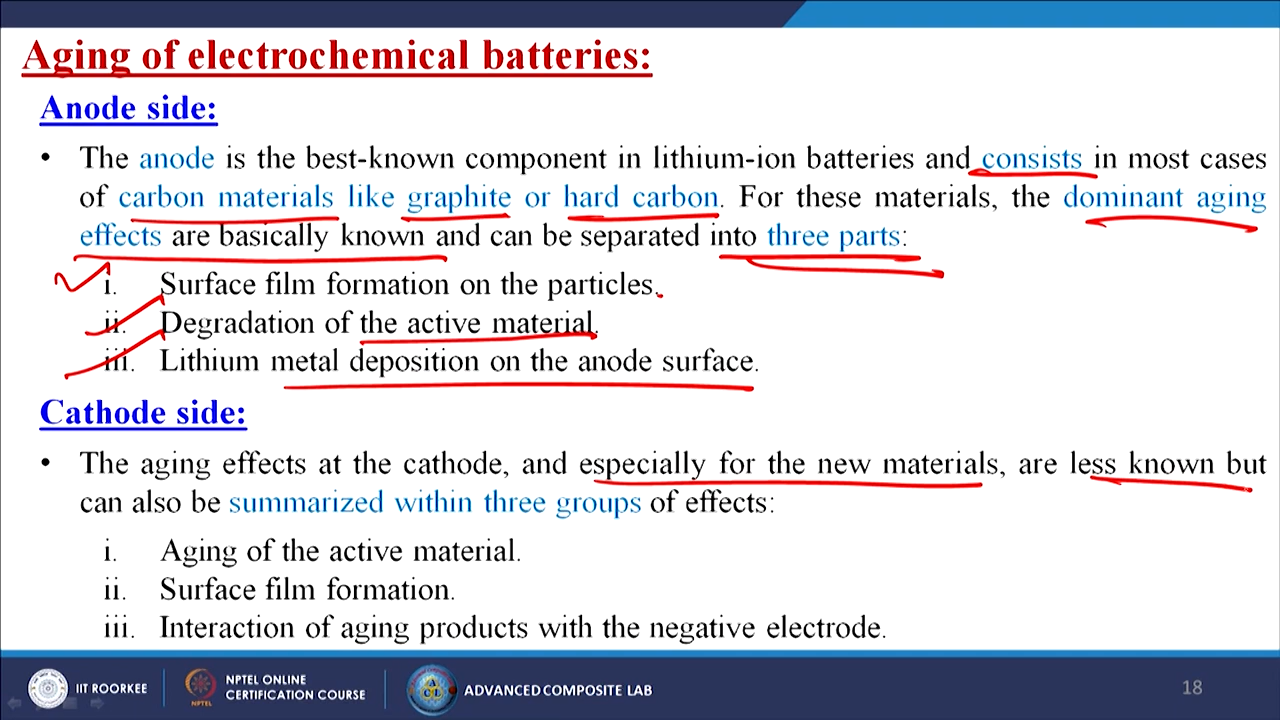 Aging of electrochemical batteries:
Anode side:
• The anode is the best-known component in lithium-ion batteries and consists in most cases
of carbon materials like graphite or hard carbon. For these materials, the dominant aging
effects are basically known and can be separated into three parts:
i. Surface film formation on the particles.
ii. Degradation of the active material.
iii. Lithium metal deposition on the anode surface.
Cathode side:
• The aging effects at the cathode, and especially for the new materials, are less known but
can also be summarized within three groups of effects:
i. Aging of the active material.
ii. Surface film formation.
iii. Interaction of aging products with the negative electrode.
IIT ROORKEE
NPTEL ONLINE
CERTIFICATION COURSE
NPTEL
ADVANCED COMPOSITE LAB
18